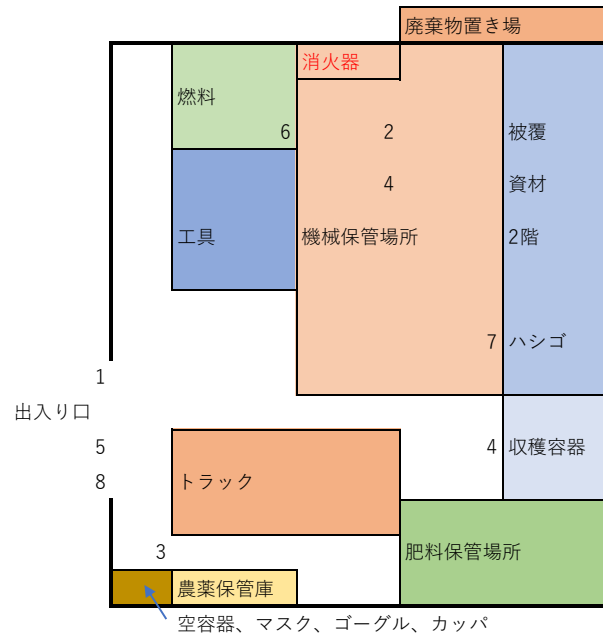 廃棄物置き場
消火器
燃料
6
2
被覆
4
資材
工具
機械保管場所
2階
7
ハシゴ
1
出入り口
5
4
収穫容器
8
トラック
3
肥料保管場所
農薬保管庫
空容器、マスク、ゴーグル、カッパ